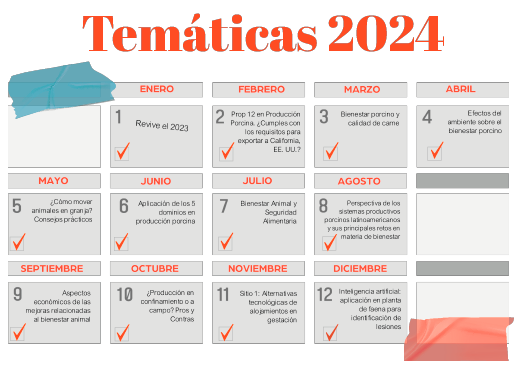 Temáticas 2024
ENERO
FEBRERO
MARZO
ABRIL
1
Revive el 2023
2
Prop 12 en Producción
Porcina. ¿Cumples con
los requisitos para
exportar a California,
EE. UU.?
3
Bienestar porcino y
calidad de carne
4
Efectos del
ambiente sobre el
bienestar porcino
MAYO
JUNIO
JULIO
AGOSTO
5
¿Cómo movar
animales en granja?
Consejos prácticos
6
Aplicación de los 5
dominios en
producción porcina
7
Bienestar Animal y
Seguridad
Alimentaria
8
Perspectiva de los
sistemas productivos
porcinos latinoamericanos
y sus principales retos en
materia de bienestar
SEPTIEMBRE
OCTUBRE
NOVIEMBRE
DICIEMBRE
9
Aspectos
económicos de las
mejoras relacionadas
al bienestar animal
10
¿Producción en
confinamiento o a
campo? Pros y
Contras
11
Sitio 1: Alternativas
tecnológicas de
alojamientos en
gestación
12
Inteligencia artificial:
aplicación en planta
de faena para
identificación de
lesiones